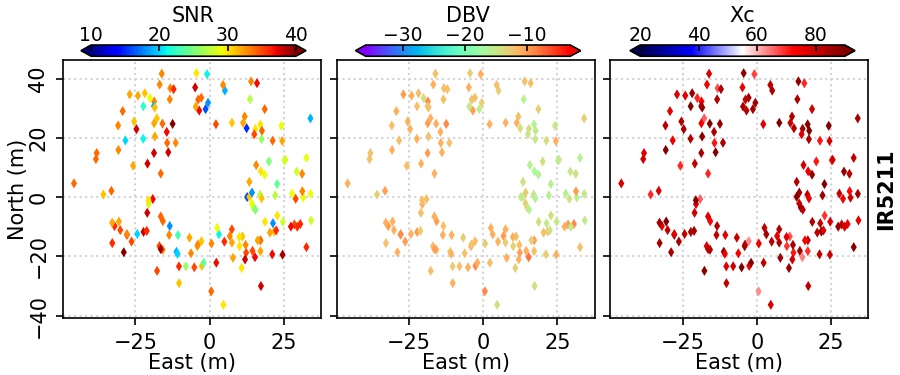 SNR DBV Xc
10 20 30 40 −30 −20 −10 20 40 60 80
40
20
0
−20
−40
North (m)
IR5211
−25 0 25 −25 0 25 −25 0 25
East (m) East (m) East (m)